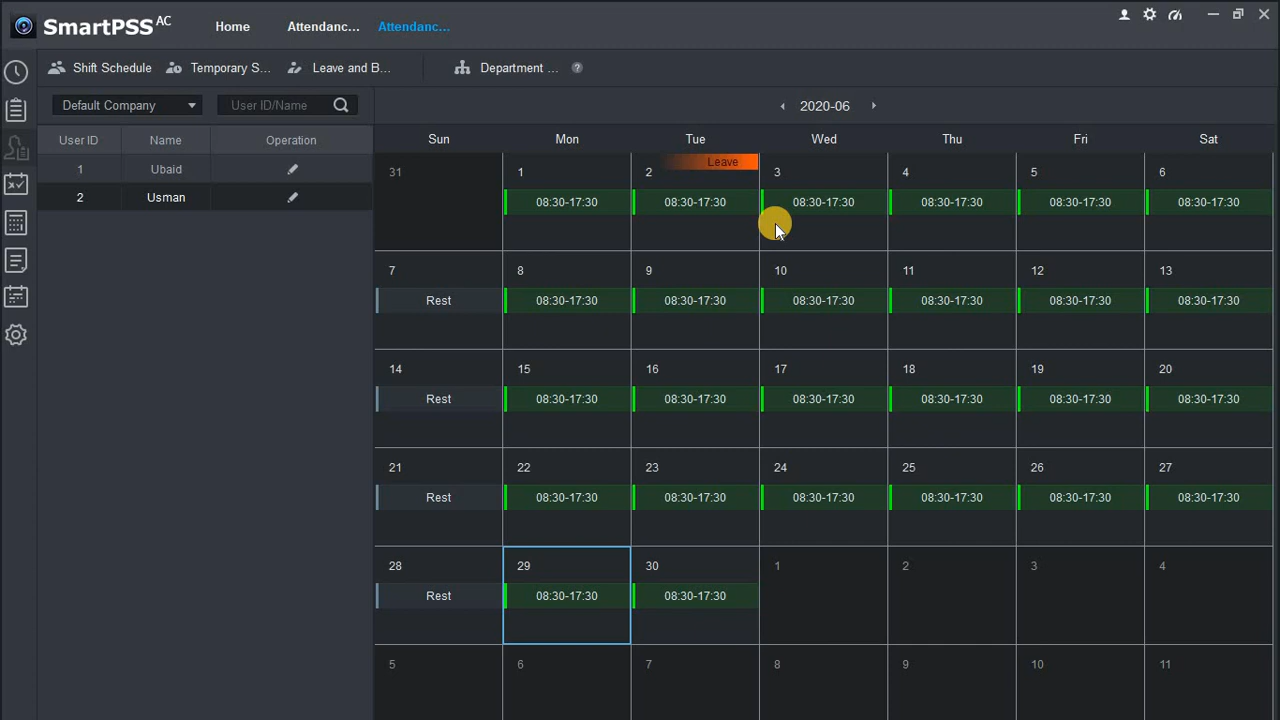 SmartPSS AC Home Attendanc... Attendanc...
Shift Schedule Temporary S... Leave and B... Department ... ?
Default Company User ID/Name 2020-06
User ID Name Operation Sun Mon Tue Wed Thu Fri Sat
Leave
1 Ubaid
2 Usman
31 1 2 3 4 5 6
08:30-17:30 08:30-17:30 08:30-17:30 08:30-17:30 08:30-17:30 08:30-17:30
7 8 9 10 11 12 13
Rest 08:30-17:30 08:30-17:30 08:30-17:30 08:30-17:30 08:30-17:30 08:30-17:30
14 15 16 17 18 19 20
Rest 08:30-17:30 08:30-17:30 08:30-17:30 08:30-17:30 08:30-17:30 08:30-17:30
21 22 23 24 25 26 27
Rest 08:30-17:30 08:30-17:30 08:30-17:30 08:30-17:30 08:30-17:30 08:30-17:30
28 29 30 1 2 3 4
Rest 08:30-17:30 08:30-17:30
5 6 7 8 9 10 11